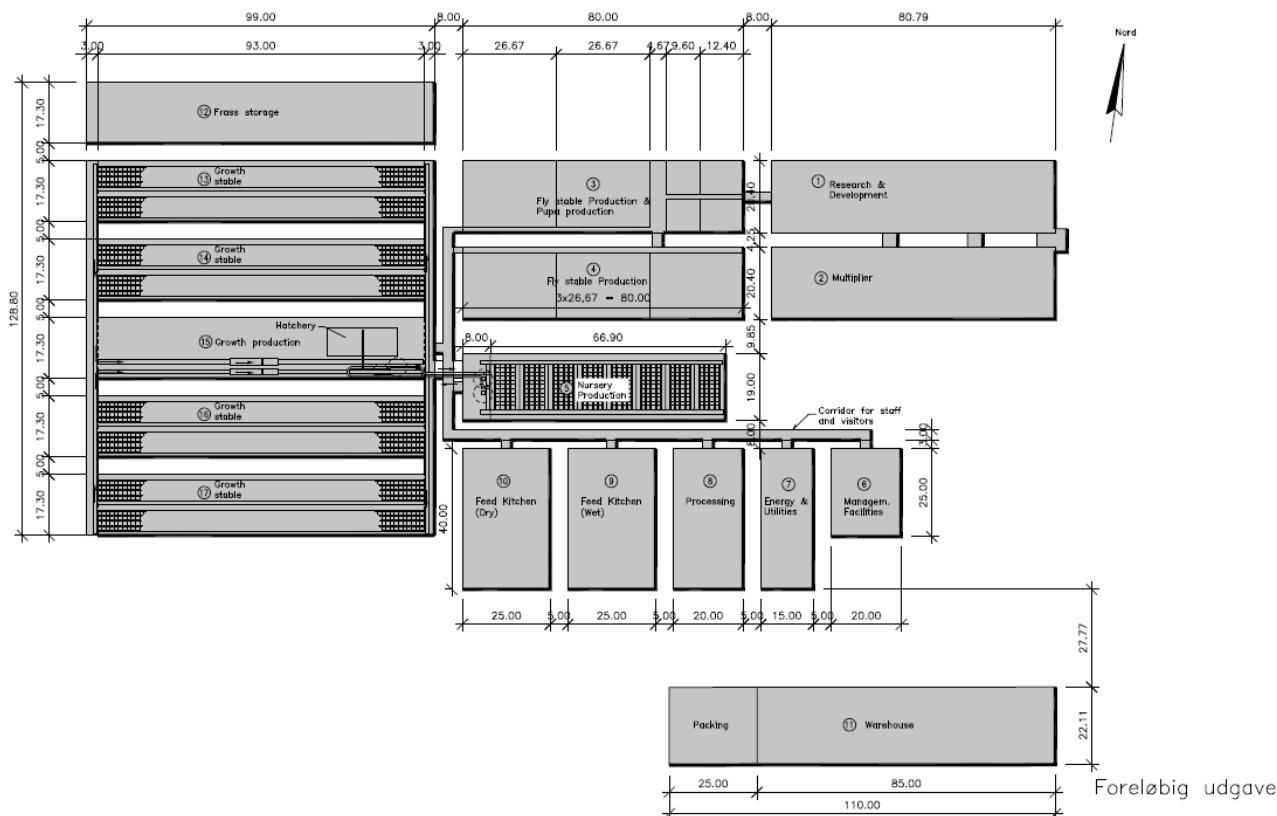 99.00 8.00 80.00 8.00 80.79
3.00 93.00 3.00 26.67 26.67 4.67 9.60 12.40
Nord
128.80
17.30
5.00
17.30
5.00
17.30
5.00
17.30
5.00
17.30
5.00
17.30
12 Frass storage
13 Growth
stable
14 Growth
stable
Hatchery
15 Growth production
16 Growth
stable
17 Growth
stable
3
Fly stable Production &
Pupa production
4
Fly stable Production
3x26,67 - 80.00
1 Research &
Development
2 Multiplier
20.40
4.25
20.40
9.85
19.00
8.00
8.00 66.90
5 Nursery
Production
Corridor for staff
and visitors
3.00
25.00
40.00
10
Feed Kitchen
(Dry)
9
Feed Kitchen
(Wet)
8
Processing
7
Energy &
Utilities
6
Managem.
Facilities
25.00 5.00 25.00 5.00 20.00 5.00 15.00 5.00 20.00
27.77
22.11
Packing
11 Warehouse
25.00 85.00
110.00
Foreløbig udgave